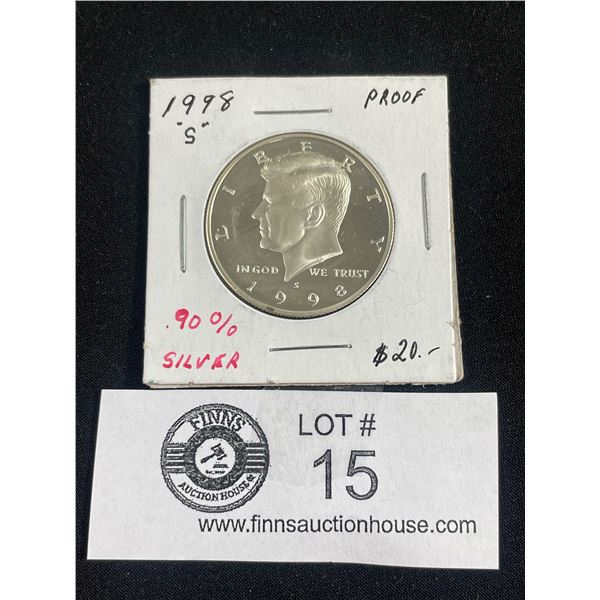 1998 PROOF
"S"
LIBERTY
IN GOD WE TRUST
S
1998
.90%
SILVER
$20.-
FINNS
AUCTION HOUSE
LOT #
15
www.finnsauctionhouse.com